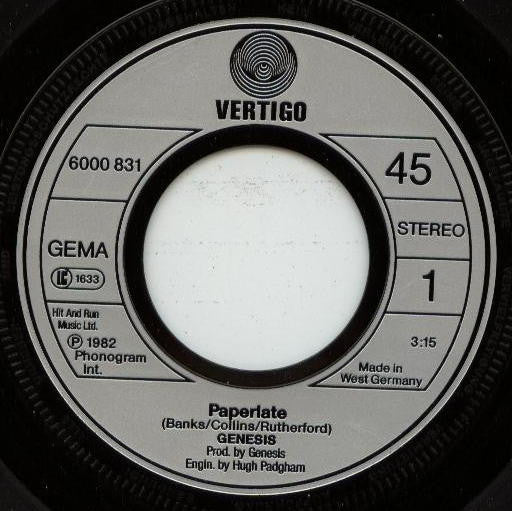 VERTIGO
6000 831
GEMA
LC 1633
Hit And Run
Music Ltd.
Ⓟ 1982
Phonogram
Int.
45
STEREO
1
3:15
Made in
West Germany
Paperlate
(Banks/Collins/Rutherford)
GENESIS
Prod. by Genesis
Engin. by Hugh Padgham